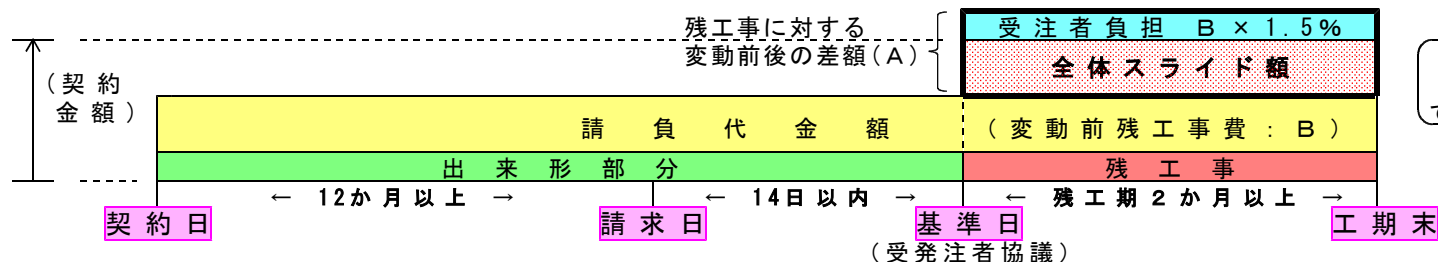 残工事に対する
変動前後の差額(A)
受注者負担 B×1.5%
全体スライド額
(契約
金額)
請負代金額 (変動前残工事費:B)
出来形部分 残工事
← 12か月以上 → ← 14日以内 → ← 残工期2か月以上 →
契約日 請求日 基準日 工期末
(受発注者協議)